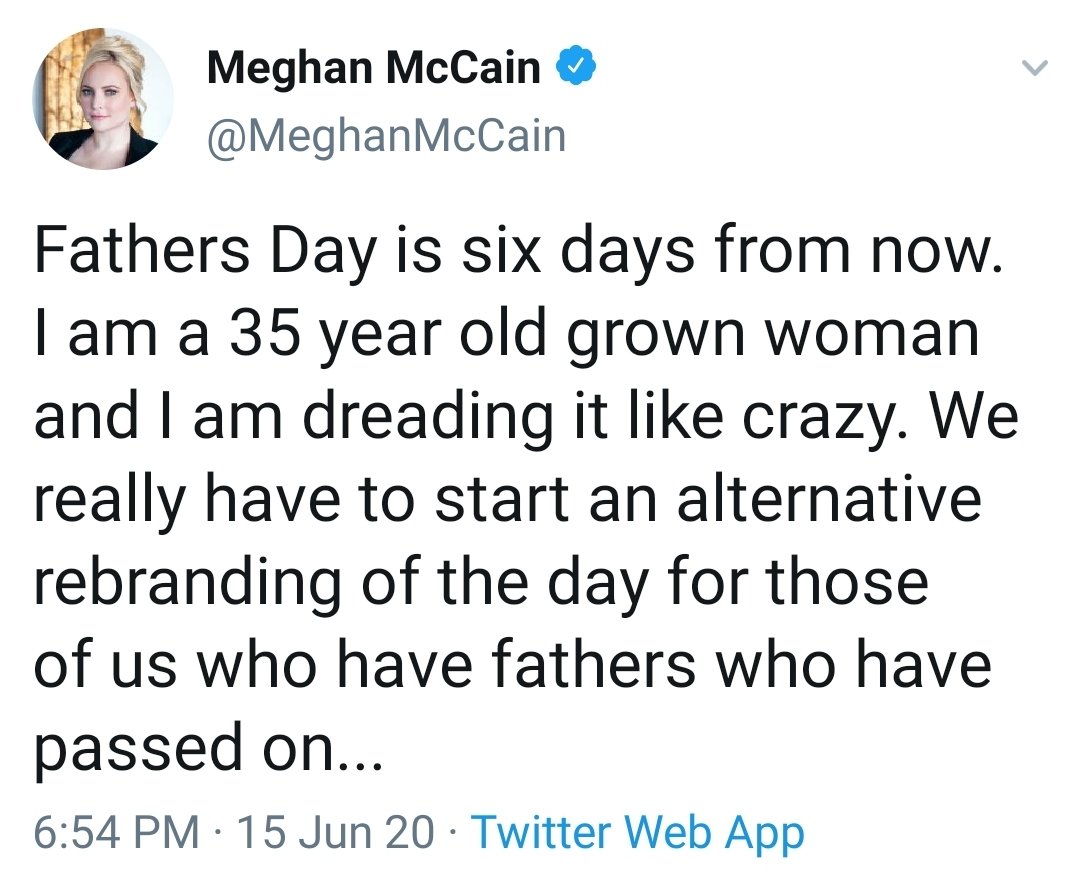 Meghan McCain
@MeghanMcCain
Fathers Day is six days from now.
I am a 35 year old grown woman
and I am dreading it like crazy. We
really have to start an alternative
rebranding of the day for those
of us who have fathers who have
passed on...
6:54 PM · 15 Jun 20 · Twitter Web App